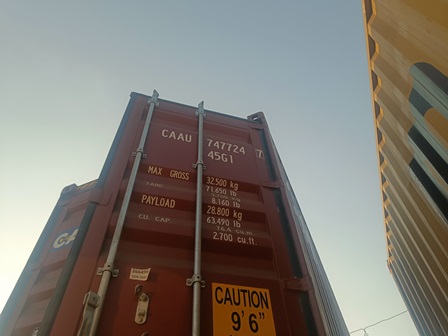 CAAU 747724 7
45G1
MAX GROSS 32.500 kg
71.650 lb
TARE
8.160 lb
PAYLOAD 28.800 kg
63.490 lb
CU. CAP.
2.700 cu.ft.
CA
CAUTION
9' 6"